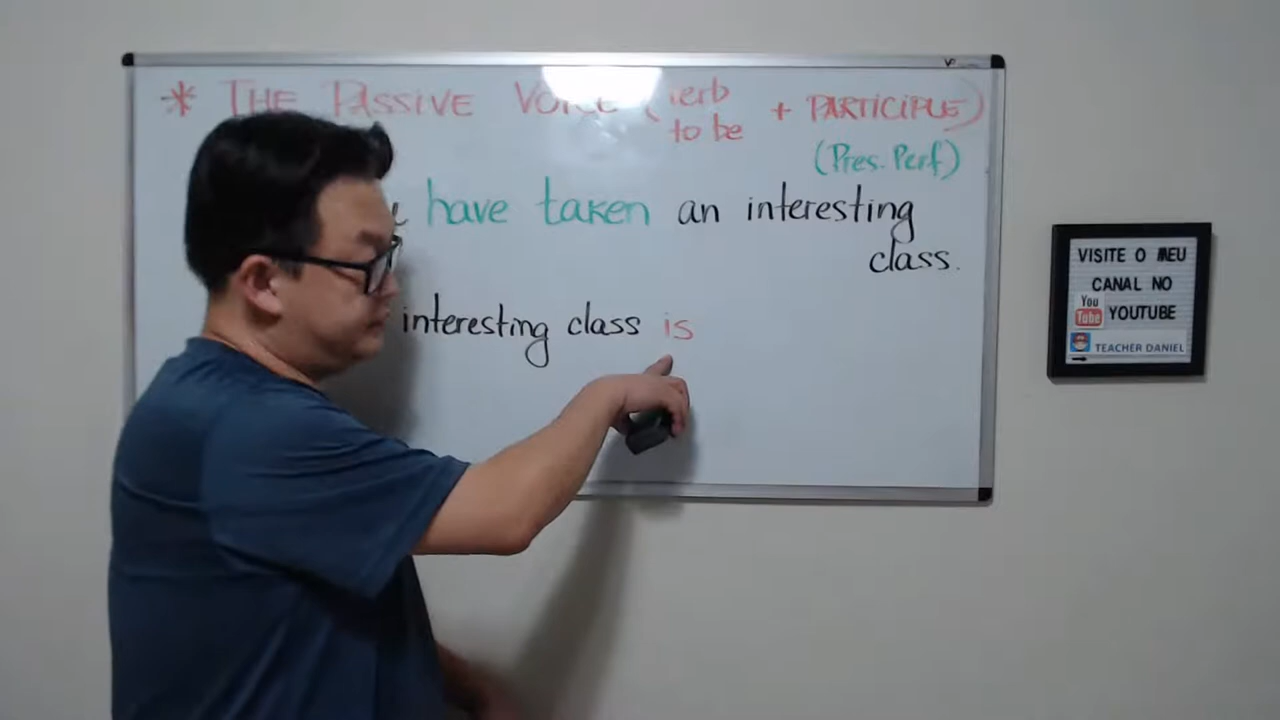 * THE PASSIVE VOICE (verb to be + PARTICIPLE)
(Pres. Perf)
have taken an interesting
class.
interesting class is
VISITE O MEU
CANAL NO
You Tube YOUTUBE
TEACHER DANIEL